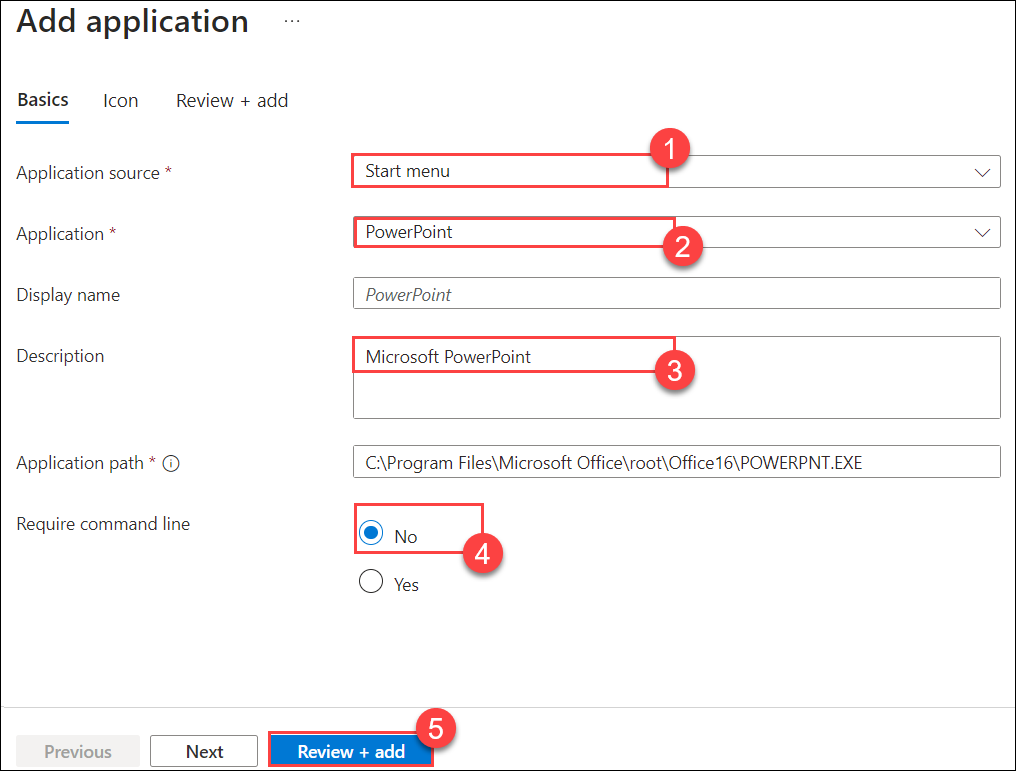 Add application ...
Basics Icon Review + add
1
Application source * Start menu
Application * PowerPoint
2
Display name PowerPoint
Description Microsoft PowerPoint
3
Application path * i C:\Program Files\Microsoft Office\root\Office16\POWERPNT.EXE
Require command line
No
4
Yes
5
Previous Next Review + add